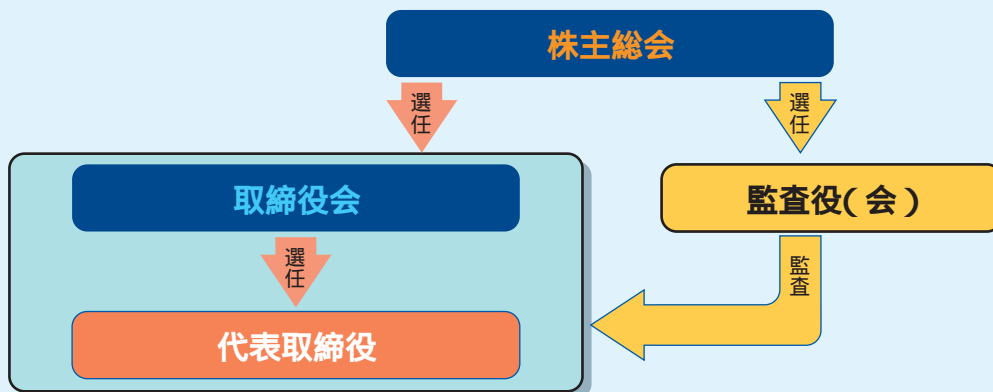 株主総会
選任
選任
取締役会
監査役(会)
選任
監査
代表取締役